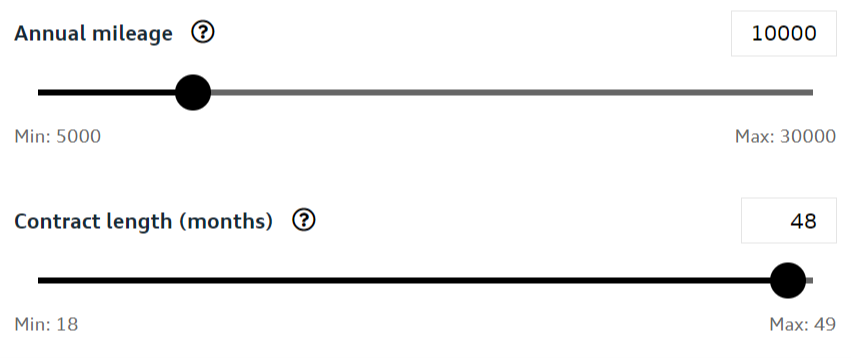 Annual mileage ? 10000
Min: 5000 Max: 30000
Contract length (months) ? 48
Min: 18 Max: 49